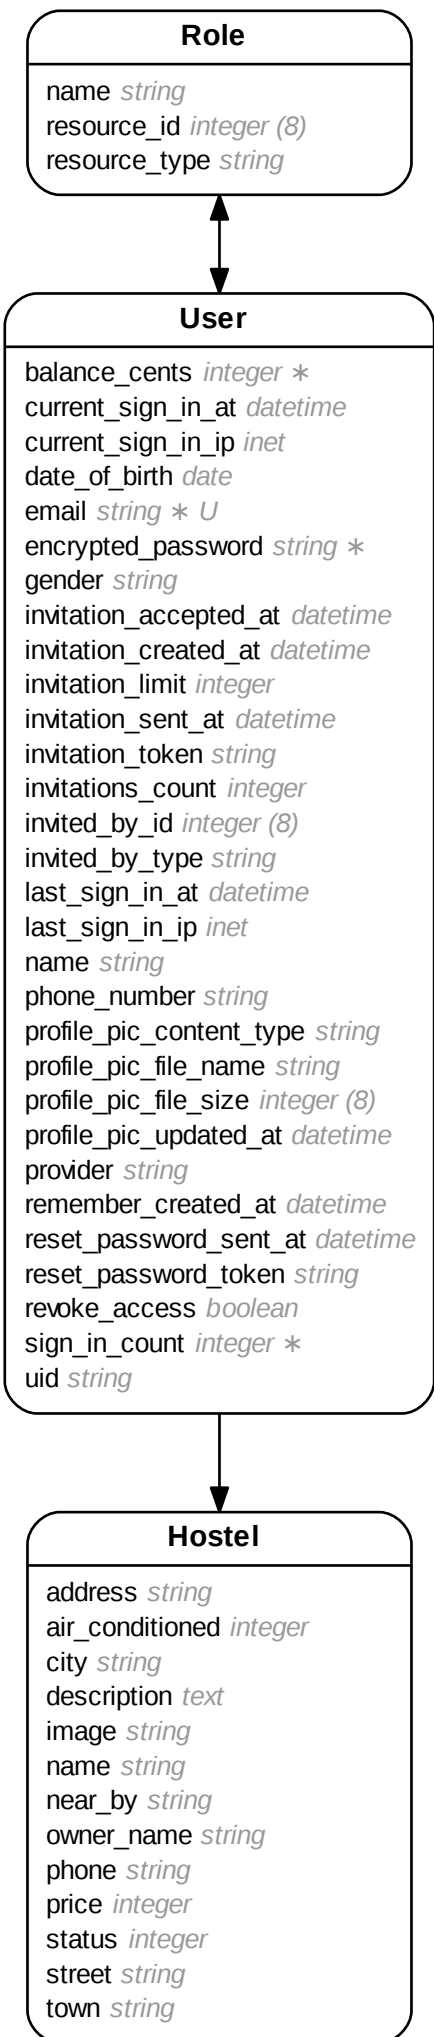 Role
name string
resource_id integer (8)
resource_type string
User
balance_cents integer ∗
current_sign_in_at datetime
current_sign_in_ip inet
date_of_birth date
email string ∗ U
encrypted_password string ∗
gender string
invitation_accepted_at datetime
invitation_created_at datetime
invitation_limit integer
invitation_sent_at datetime
invitation_token string
invitations_count integer
invited_by_id integer (8)
invited_by_type string
last_sign_in_at datetime
last_sign_in_ip inet
name string
phone_number string
profile_pic_content_type string
profile_pic_file_name string
profile_pic_file_size integer (8)
profile_pic_updated_at datetime
provider string
remember_created_at datetime
reset_password_sent_at datetime
reset_password_token string
revoke_access boolean
sign_in_count integer ∗
uid string
Hostel
address string
air_conditioned integer
city string
description text
image string
name string
near_by string
owner_name string
phone string
price integer
status integer
street string
town string